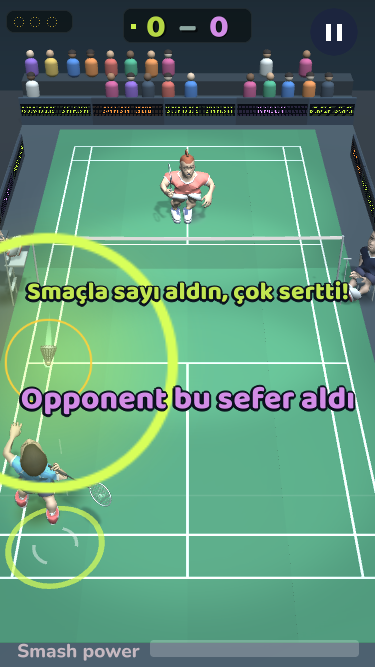 0 – 0
Smaçla sayı aldın, çok sertti!
Opponent bu sefer aldı
Smash power